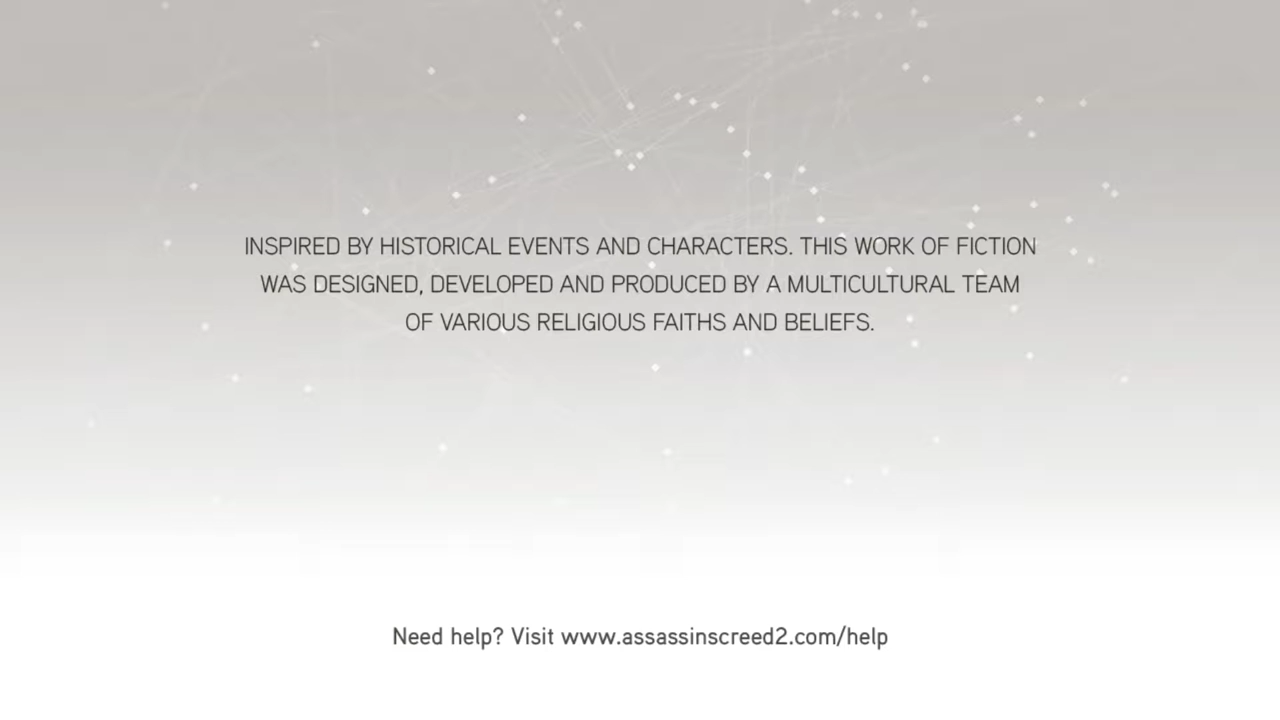 INSPIRED BY HISTORICAL EVENTS AND CHARACTERS. THIS WORK OF FICTION
WAS DESIGNED, DEVELOPED AND PRODUCED BY A MULTICULTURAL TEAM
OF VARIOUS RELIGIOUS FAITHS AND BELIEFS.
Need help? Visit www.assassinscreed2.com/help